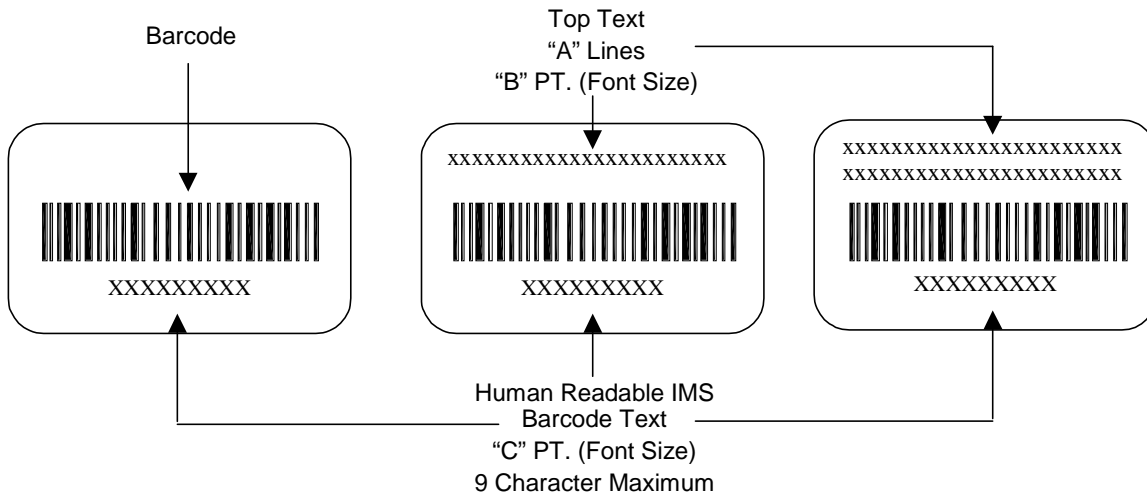 Barcode
Top Text
“A” Lines
“B” PT. (Font Size)
xxxxxxxxxxxxxxxxxxxxxxx
xxxxxxxxxxxxxxxxxxxxxxx
xxxxxxxxxxxxxxxxxxxxxxx
XXXXXXXXX
XXXXXXXXX
XXXXXXXXX
Human Readable IMS
Barcode Text
“C” PT. (Font Size)
9 Character Maximum